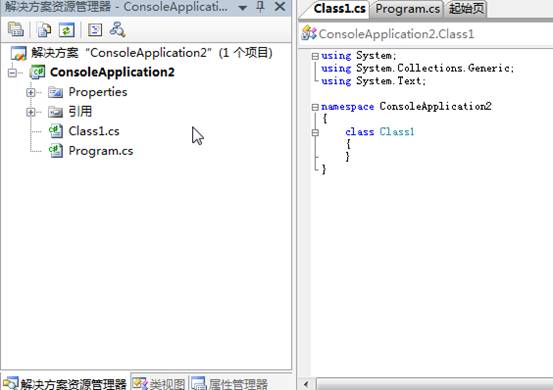 解决方案资源管理器 - ConsoleApplicati...
解决方案 “ConsoleApplication2” (1 个项目)
ConsoleApplication2
Properties
引用
Class1.cs
Program.cs
解决方案资源管理器 类视图 属性管理器
Class1.cs Program.cs 起始页
ConsoleApplication2.Class1
using System;
using System.Collections.Generic;
using System.Text;
namespace ConsoleApplication2
{
class Class1
{
}
}